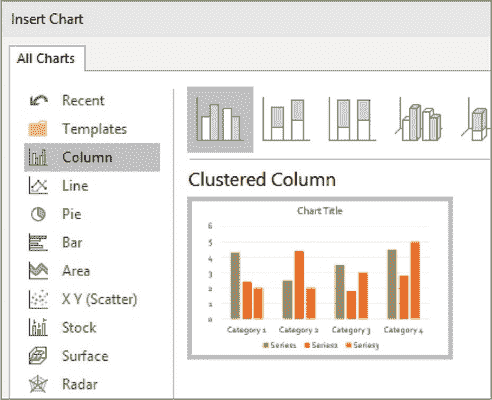 Insert Chart
All Charts
Recent
Templates
Column
Line
Pie
Bar
Area
X Y (Scatter)
Stock
Surface
Radar
Clustered Column
Chart Title
6
5
4
3
2
1
0
Category 1 Category 2 Category 3 Category 4
Series1 Series2 Series3